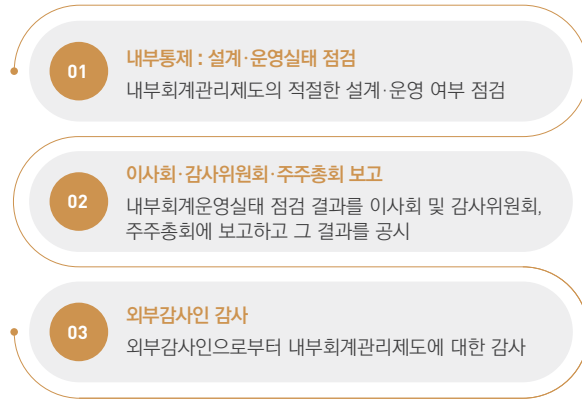 01
내부통제 : 설계·운영실태 점검
내부회계관리제도의 적절한 설계·운영 여부 점검
02
이사회·감사위원회·주주총회 보고
내부회계운영실태 점검 결과를 이사회 및 감사위원회,
주주총회에 보고하고 그 결과를 공시
03
외부감사인 감사
외부감사인으로부터 내부회계관리제도에 대한 감사